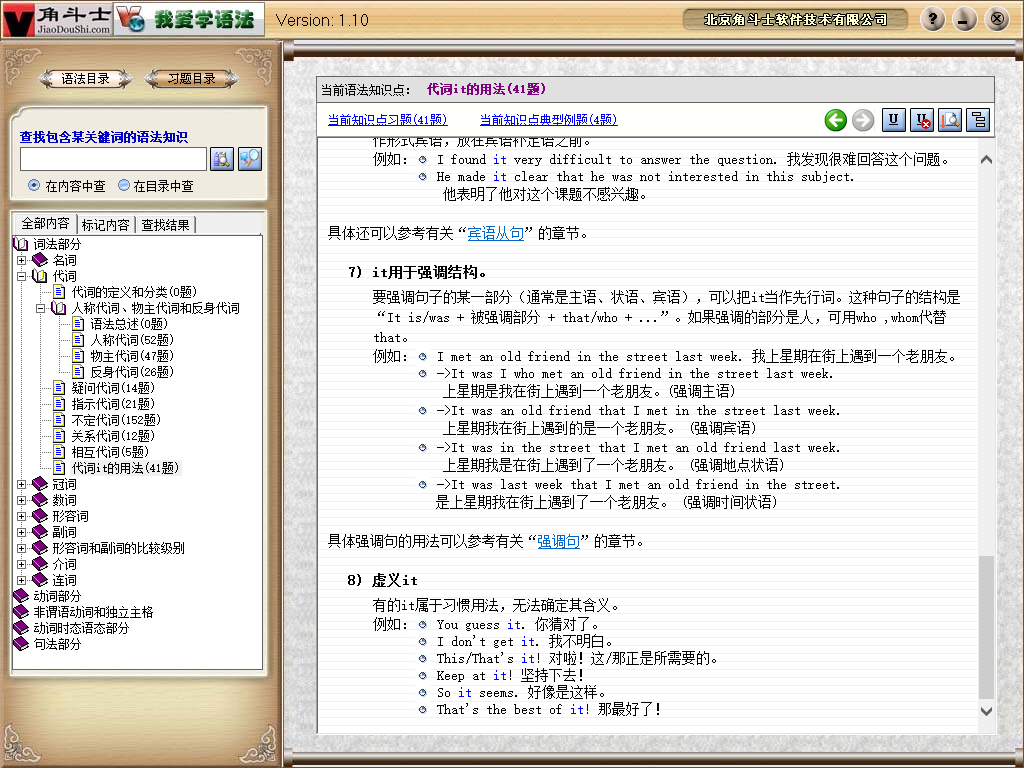 角斗士
JiaoDouShi.com
我爱学语法
Version: 1.10
北京角斗士软件技术有限公司
语法目录
习题目录
查找包含某关键词的语法知识
在内容中查 在目录中查
全部内容 标记内容 查找结果
词法部分
名词
代词
代词的定义和分类(0题)
人称代词、物主代词和反身代词
语法总述(0题)
人称代词(52题)
物主代词(47题)
反身代词(26题)
疑问代词(14题)
指示代词(21题)
不定代词(152题)
关系代词(12题)
相互代词(5题)
代词it的用法(41题)
冠词
数词
形容词
副词
形容词和副词的比较级别
介词
连词
动词部分
非谓语动词和独立主格
动词时态语态部分
句法部分
当前语法知识点： 代词it的用法(41题)
当前知识点习题(41题) 当前知识点典型例题(4题)
作形式宾语，放在宾语补足语之前。
例如： I found it very difficult to answer the question. 我发现很难回答这个问题。
He made it clear that he was not interested in this subject.
他表明了他对这个课题不感兴趣。
具体还可以参考有关“宾语从句”的章节。
7) it用于强调结构。
要强调句子的某一部分（通常是主语、状语、宾语），可以把it当作先行词。这种句子的结构是
“It is/was + 被强调部分 + that/who + ...”。如果强调的部分是人，可用who ,whom代替
that。
例如： I met an old friend in the street last week. 我上星期在街上遇到一个老朋友。
->It was I who met an old friend in the street last week.
上星期是我在街上遇到一个老朋友。(强调主语)
->It was an old friend that I met in the street last week.
上星期我在街上遇到的是一个老朋友。 (强调宾语)
->It was in the street that I met an old friend last week.
上星期我是在街上遇到了一个老朋友。 (强调地点状语)
->It was last week that I met an old friend in the street.
是上星期我在街上遇到了一个老朋友。 (强调时间状语)
具体强调句的用法可以参考有关“强调句”的章节。
8) 虚义it
有的it属于习惯用法，无法确定其含义。
例如： You guess it. 你猜对了。
I don't get it. 我不明白。
This/That's it! 对啦！这/那正是所需要的。
Keep at it! 坚持下去！
So it seems. 好像是这样。
That's the best of it! 那最好了！